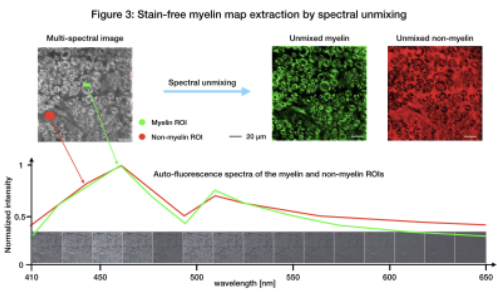 Figure 3: Stain-free myelin map extraction by spectral unmixing
Multi-spectral image
Unmixed myelin
Unmixed non-myelin
Spectral unmixing
Myelin ROI
Non-myelin ROI
20 µm
Auto-fluorescence spectra of the myelin and non-myelin ROIs
Normalized intensity
1
0.5
0
410
450
500
550
600
650
wavelength [nm]